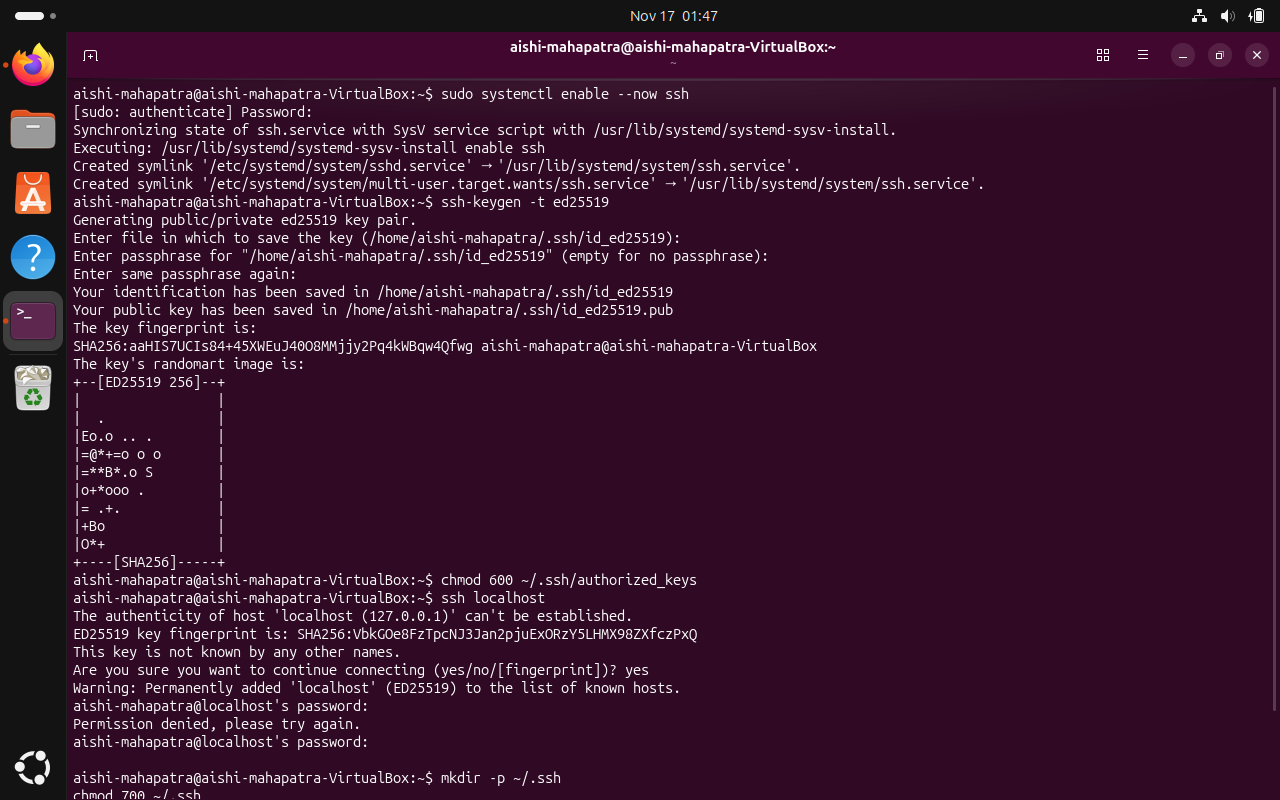 Nov 17 01:47
aishi-mahapatra@aishi-mahapatra-VirtualBox:~
~
aishi-mahapatra@aishi-mahapatra-VirtualBox:~$ sudo systemctl enable --now ssh
[sudo: authenticate] Password:
Synchronizing state of ssh.service with SysV service script with /usr/lib/systemd/systemd-sysv-install.
Executing: /usr/lib/systemd/systemd-sysv-install enable ssh
Created symlink '/etc/systemd/system/sshd.service' → '/usr/lib/systemd/system/ssh.service'.
Created symlink '/etc/systemd/system/multi-user.target.wants/ssh.service' → '/usr/lib/systemd/system/ssh.service'.
aishi-mahapatra@aishi-mahapatra-VirtualBox:~$ ssh-keygen -t ed25519
Generating public/private ed25519 key pair.
Enter file in which to save the key (/home/aishi-mahapatra/.ssh/id_ed25519):
Enter passphrase for "/home/aishi-mahapatra/.ssh/id_ed25519" (empty for no passphrase):
Enter same passphrase again:
Your identification has been saved in /home/aishi-mahapatra/.ssh/id_ed25519
Your public key has been saved in /home/aishi-mahapatra/.ssh/id_ed25519.pub
The key fingerprint is:
SHA256:aaHIS7UCIs84+45XWEuJ40O8MMjjy2Pq4kWBqw4Qfwg aishi-mahapatra@aishi-mahapatra-VirtualBox
The key's randomart image is:
+--[ED25519 256]--+
|                 |
|  .              |
|Eo.o .. .        |
|=@*+=o o o       |
|=**B*.o S        |
|o+*ooo .         |
|= .+.            |
|+Bo              |
|O*+              |
+----[SHA256]-----+
aishi-mahapatra@aishi-mahapatra-VirtualBox:~$ chmod 600 ~/.ssh/authorized_keys
aishi-mahapatra@aishi-mahapatra-VirtualBox:~$ ssh localhost
The authenticity of host 'localhost (127.0.0.1)' can't be established.
ED25519 key fingerprint is: SHA256:VbkGOe8FzTpcNJ3Jan2pjuExORzY5LHMX98ZXfczPxQ
This key is not known by any other names.
Are you sure you want to continue connecting (yes/no/[fingerprint])? yes
Warning: Permanently added 'localhost' (ED25519) to the list of known hosts.
aishi-mahapatra@localhost's password:
Permission denied, please try again.
aishi-mahapatra@localhost's password:
aishi-mahapatra@aishi-mahapatra-VirtualBox:~$ mkdir -p ~/.ssh
chmod 700 ~/.ssh